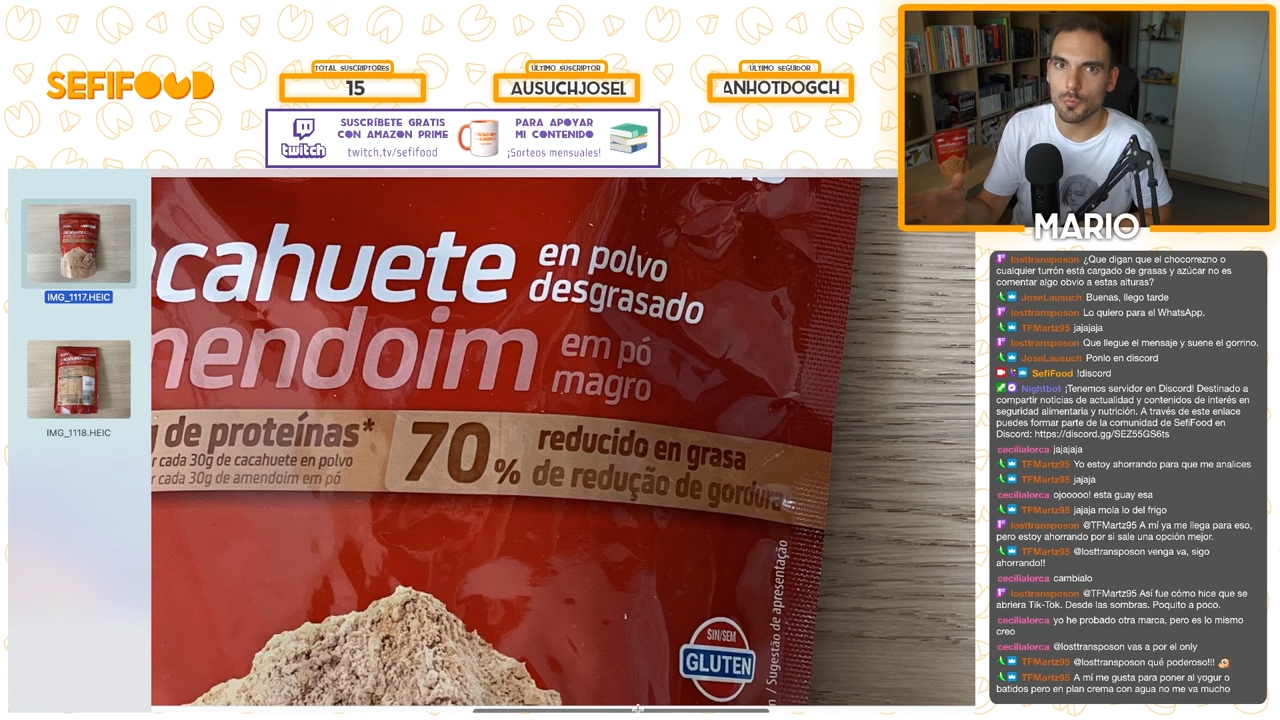 SEFIFOOD
TOTAL SUSCRIPTORES
15
ÚLTIMO SUSCRIPTOR
AUSUCHJOSEL
ÚLTIMO SEGUIDOR
ANHOTDOGCH
twitch
SUSCRÍBETE GRATIS
CON AMAZON PRIME
twitch.tv/sefifood
PARA APOYAR
MI CONTENIDO
¡Sorteos mensuales!
MARIO
IMG_1117.HEIC
IMG_1118.HEIC
cahuete
en polvo
desgrasado
mendoim
em pó
magro
de proteínas*
r cada 30g de cacahuete en polvo
r cada 30g de amendoim em pó
70%
reducido en grasa
de redução de gordura
SIN/SEM
GLUTEN
/ Sugestão de apresentação
losttransposon ¿Que digan que el chocorrezno o
cualquier turrón está cargado de grasas y azúcar no es
comentar algo obvio a estas alturas?
JoseLausuch Buenas, llego tarde
losttransposon Lo quiero para el WhatsApp.
TFMartz95 jajajaja
losttransposon Que llegue el mensaje y suene el gorrino.
JoseLausuch Ponlo en discord
SefiFood !discord
Nightbot ¡Tenemos servidor en Discord! Destinado a
compartir noticias de actualidad y contenidos de interés en
seguridad alimentaria y nutrición. A través de este enlace
puedes formar parte de la comunidad de SefiFood en
Discord: https://discord.gg/SEZ55GS6ts
cecilialorca jajajaja
TFMartz95 Yo estoy ahorrando para que me analices
TFMartz95 jajaja
cecilialorca ojooooo! esta guay esa
TFMartz95 jajaja mola lo del frigo
losttransposon @TFMartz95 A mí ya me llega para eso,
pero estoy ahorrando por si sale una opción mejor.
TFMartz95 @losttransposon venga va, sigo
ahorrando!!
cecilialorca cambialo
losttransposon @TFMartz95 Así fue cómo hice que se
abriera Tik-Tok. Desde las sombras. Poquito a poco.
cecilialorca yo he probado otra marca, pero es lo mismo
creo
cecilialorca @losttransposon vas a por el only
TFMartz95 @losttransposon qué poderoso!!!
TFMartz95 A mí me gusta para poner al yogur o
batidos pero en plan crema con agua no me va mucho